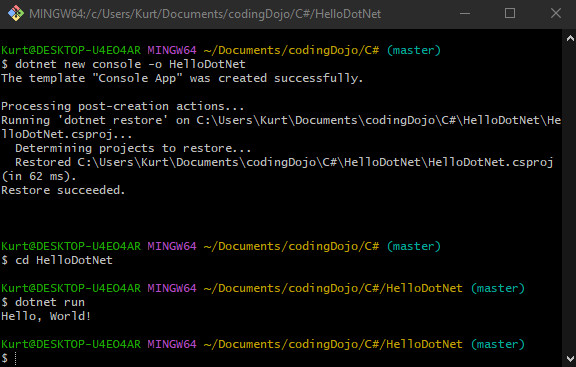 MINGW64:/c/Users/Kurt/Documents/codingDojo/C#/HelloDotNet
Kurt@DESKTOP-U4EO4AR MINGW64 ~/Documents/codingDojo/C# (master)
$ dotnet new console -o HelloDotNet
The template "Console App" was created successfully.
Processing post-creation actions...
Running 'dotnet restore' on C:\Users\Kurt\Documents\codingDojo\C#\HelloDotNet\He
lloDotNet.csproj...
  Determining projects to restore...
  Restored C:\Users\Kurt\Documents\codingDojo\C#\HelloDotNet\HelloDotNet.csproj
(in 62 ms).
Restore succeeded.
Kurt@DESKTOP-U4EO4AR MINGW64 ~/Documents/codingDojo/C# (master)
$ cd HelloDotNet
Kurt@DESKTOP-U4EO4AR MINGW64 ~/Documents/codingDojo/C#/HelloDotNet (master)
$ dotnet run
Hello, World!
Kurt@DESKTOP-U4EO4AR MINGW64 ~/Documents/codingDojo/C#/HelloDotNet (master)
$